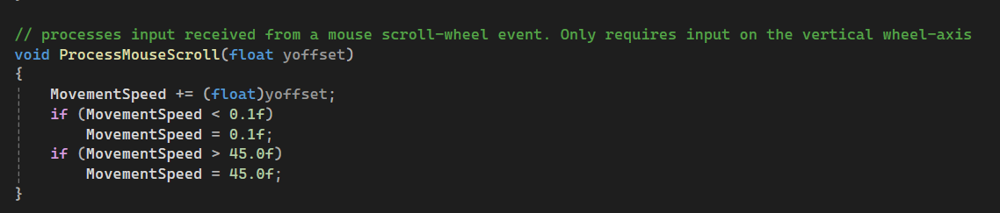 // processes input received from a mouse scroll-wheel event. Only requires input on the vertical wheel-axis
void ProcessMouseScroll(float yoffset)
{
    MovementSpeed += (float)yoffset;
    if (MovementSpeed < 0.1f)
        MovementSpeed = 0.1f;
    if (MovementSpeed > 45.0f)
        MovementSpeed = 45.0f;
}